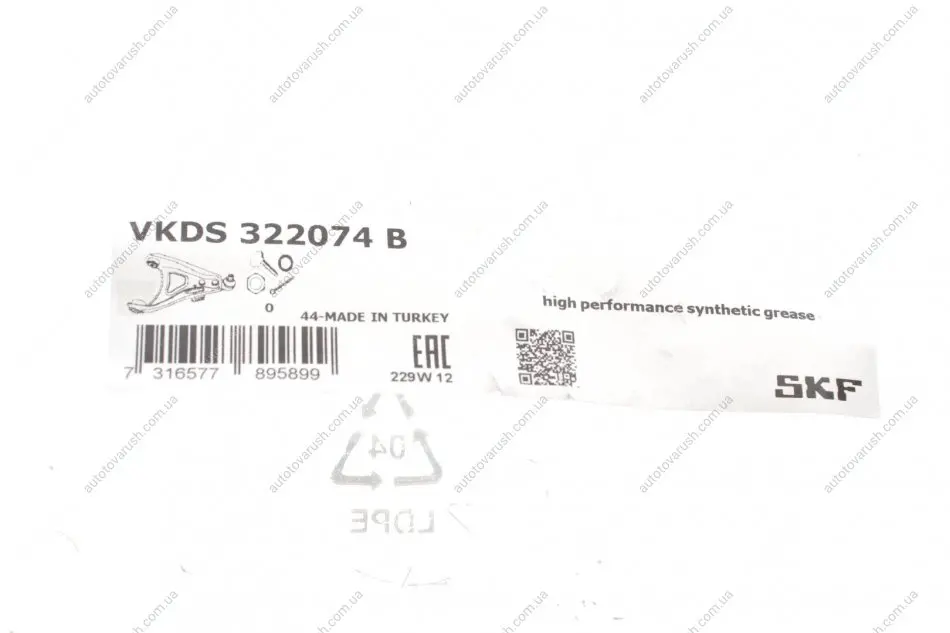 VKDS 322074 B
0
44-MADE IN TURKEY
7 316577 895899
EAC
229W 12
high performance synthetic grease
SKF
04
LDPE
autotovarush.com.ua